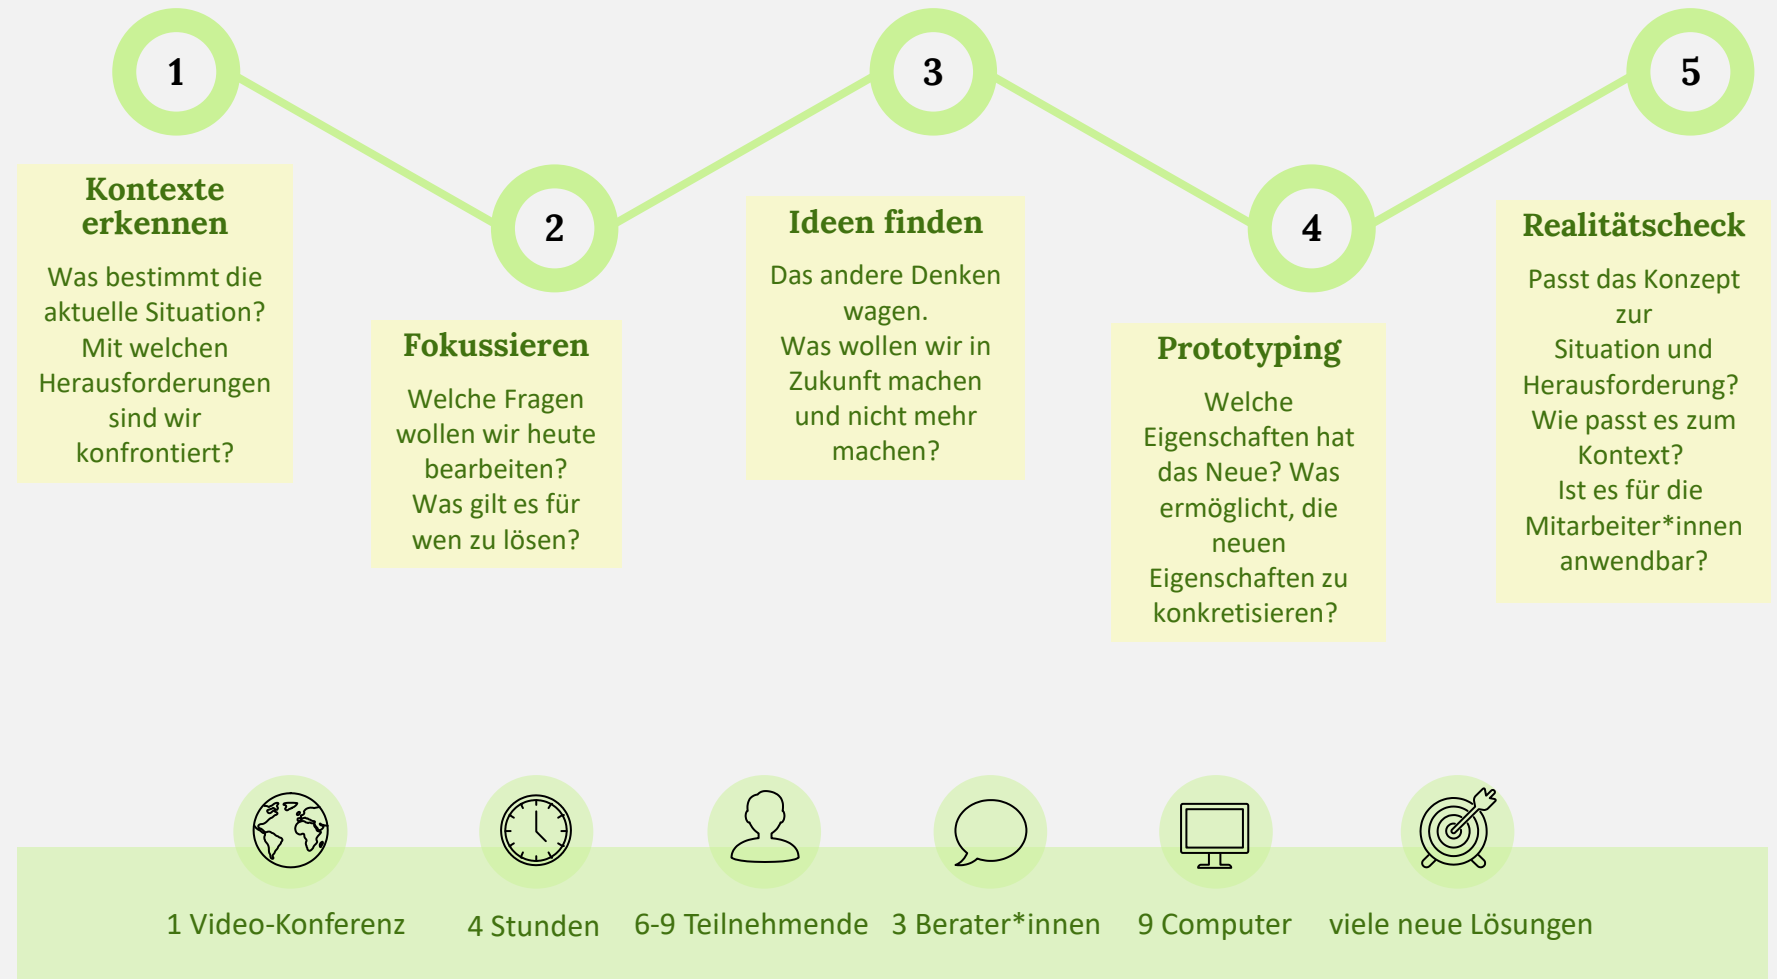 1
Kontexte
erkennen
Was bestimmt die
aktuelle Situation?
Mit welchen
Herausforderungen
sind wir
konfrontiert?
2
Fokussieren
Welche Fragen
wollen wir heute
bearbeiten?
Was gilt es für
wen zu lösen?
3
Ideen finden
Das andere Denken
wagen.
Was wollen wir in
Zukunft machen
und nicht mehr
machen?
4
Prototyping
Welche
Eigenschaften hat
das Neue? Was
ermöglicht, die
neuen
Eigenschaften zu
konkretisieren?
5
Realitätscheck
Passt das Konzept
zur
Situation und
Herausforderung?
Wie passt es zum
Kontext?
Ist es für die
Mitarbeiter*innen
anwendbar?
1 Video-Konferenz
4 Stunden
6-9 Teilnehmende
3 Berater*innen
9 Computer
viele neue Lösungen